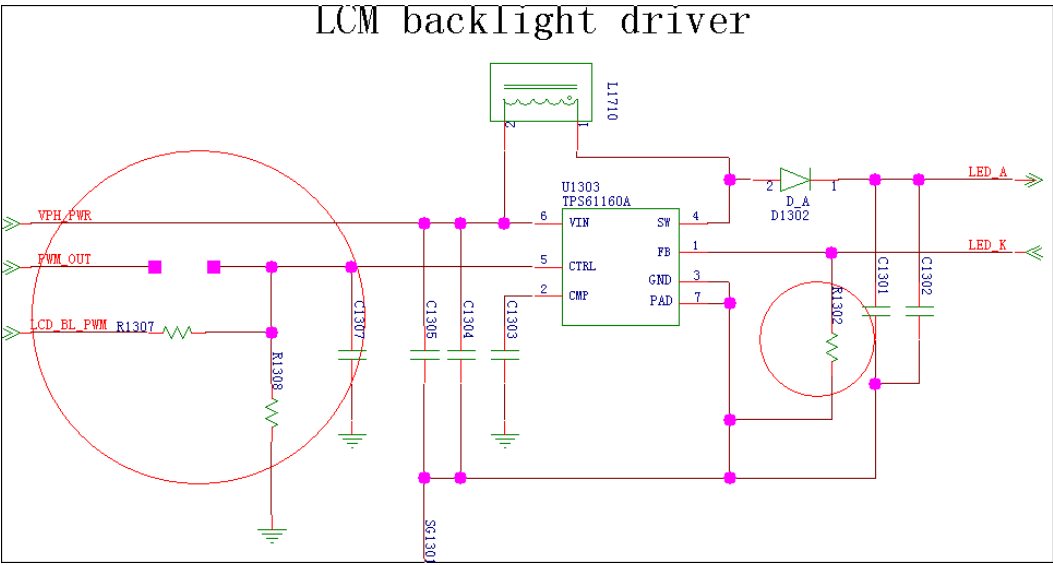 LCM backlight driver
L1710
2
1
U1303
TPS61160A
2
1
LED_A
D_A
D1302
VPH_PWR
6
VIN
SW
4
PWM_OUT
5
CTRL
FB
1
LED_K
GND
3
2
CMP
PAD
7
LCD_BL_PWM
R1307
R1308
C1307
C1305
C1304
C1303
R1302
C1301
C1302
SG1301